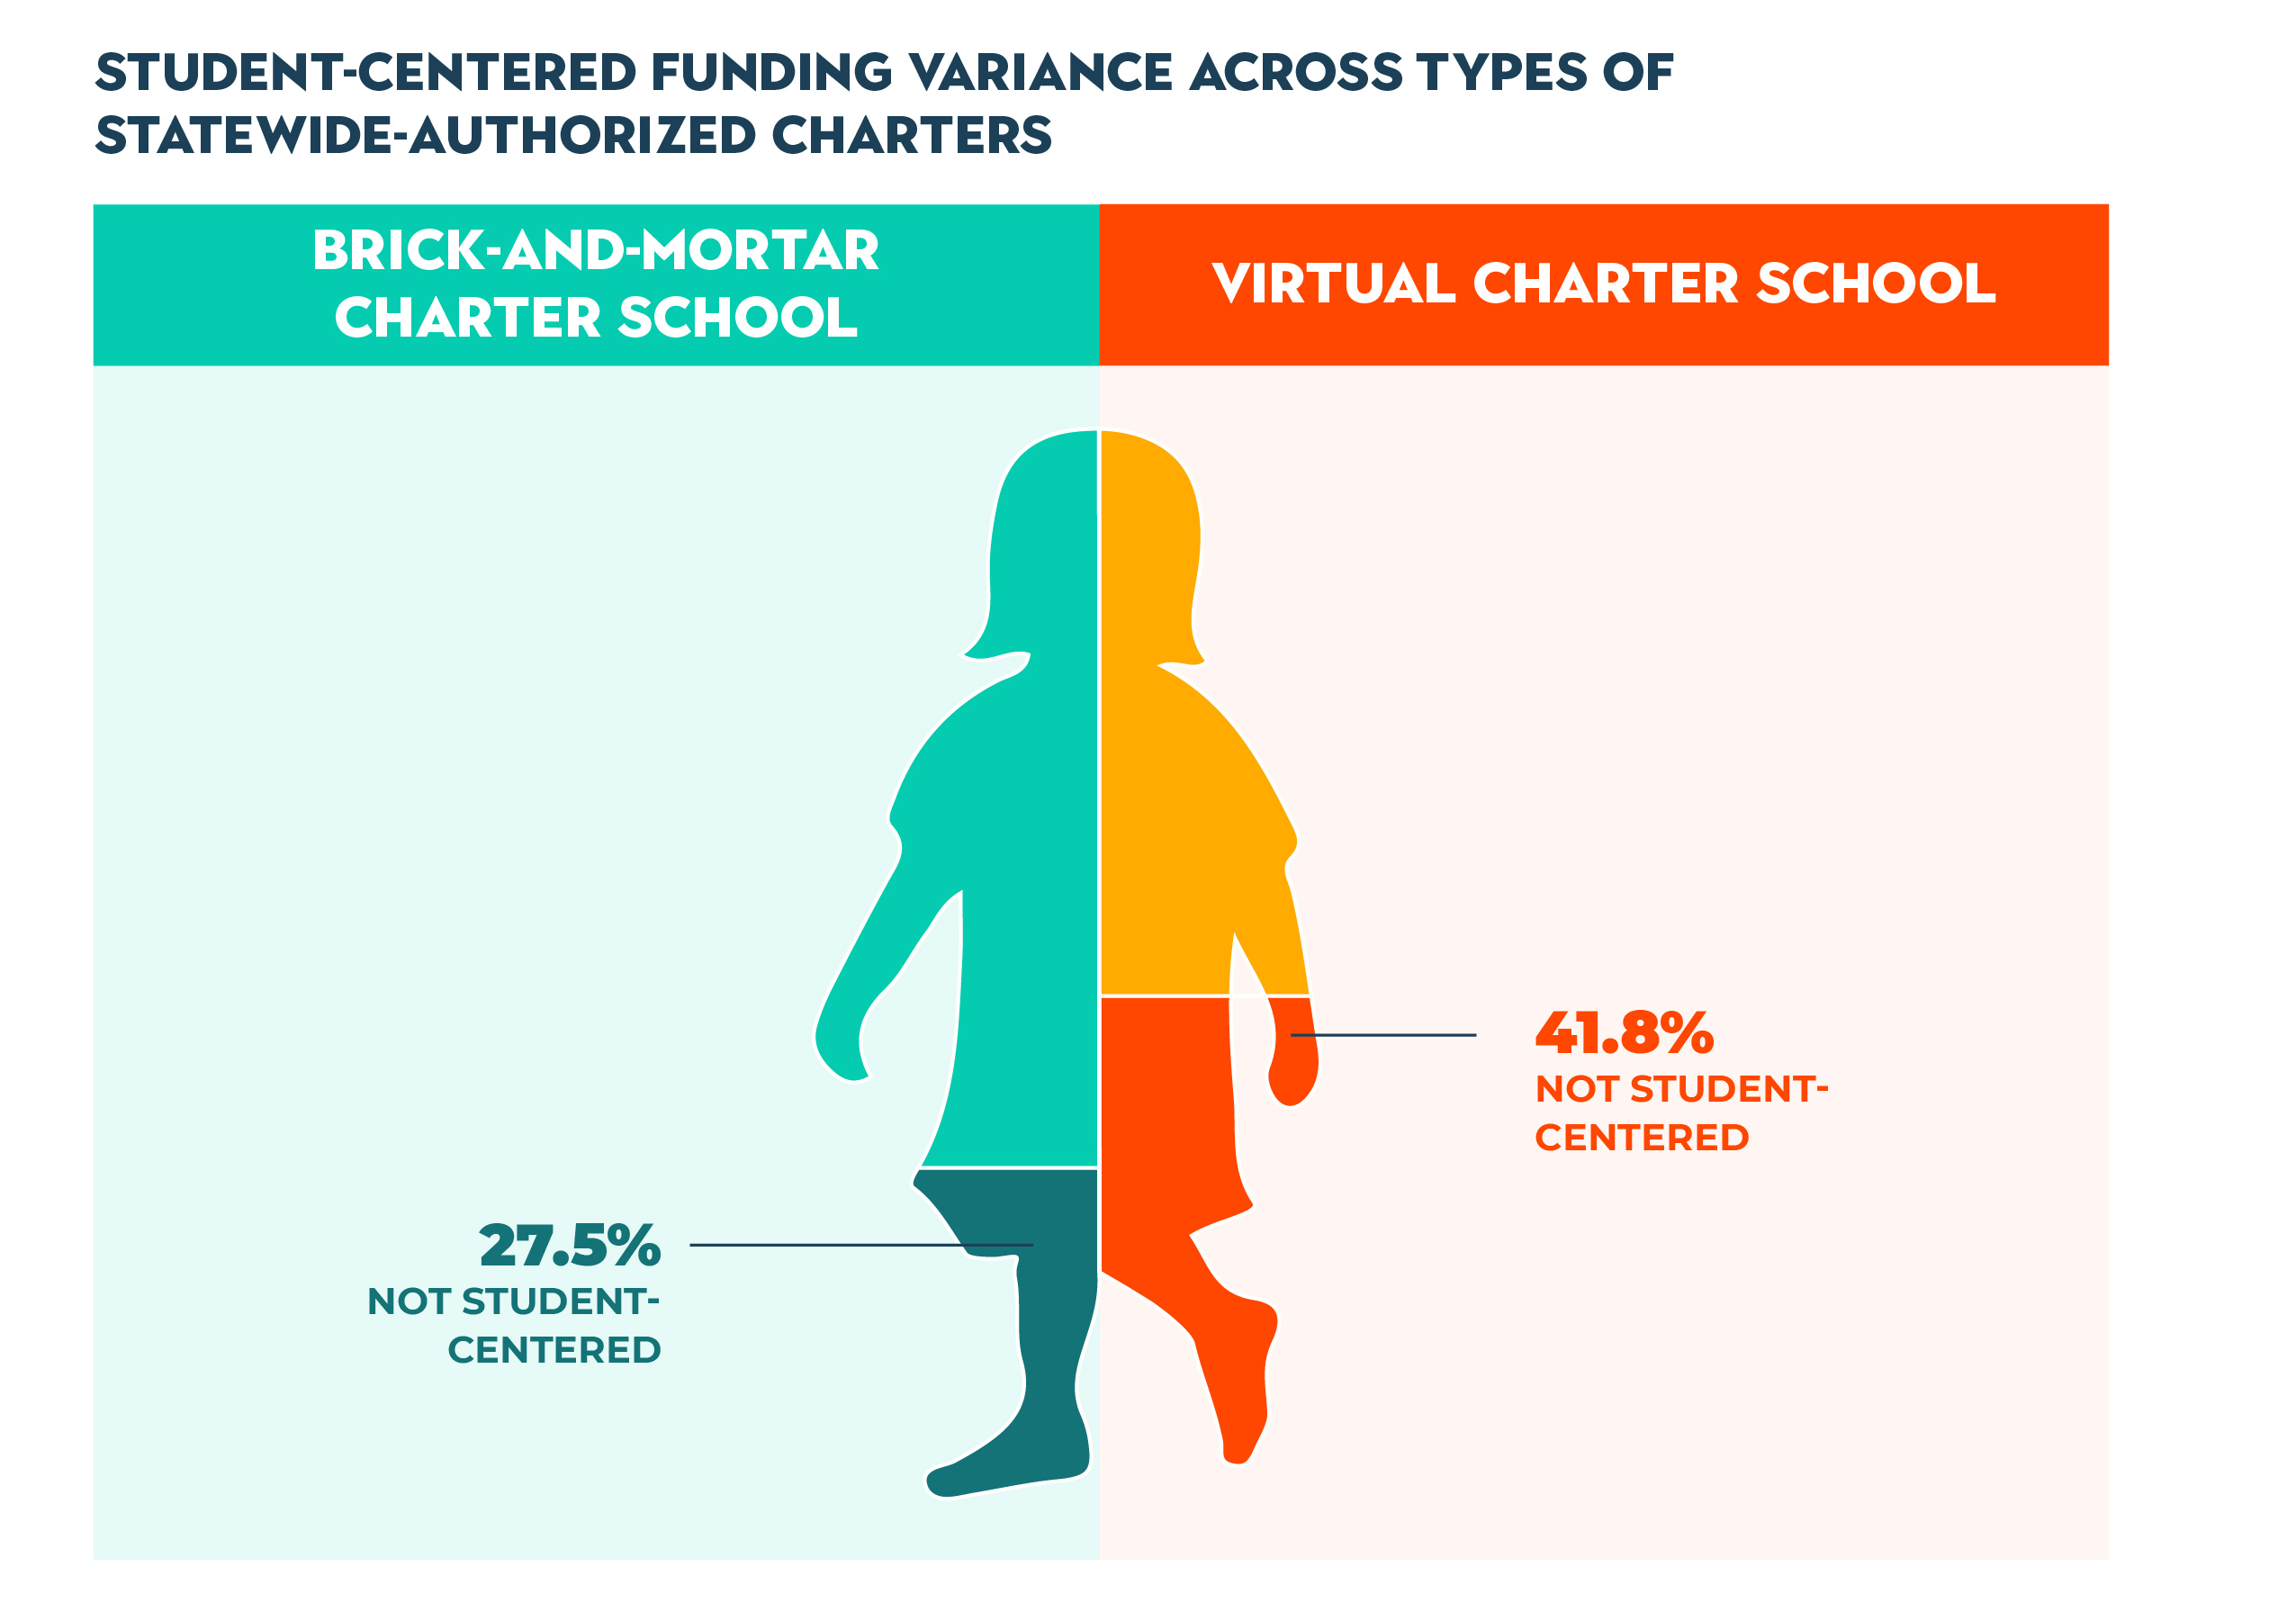 STUDENT-CENTERED FUNDING VARIANCE ACROSS TYPES OF
STATEWIDE-AUTHORIZED CHARTERS
BRICK-AND-MORTAR
CHARTER SCHOOL
VIRTUAL CHARTER SCHOOL
41.8%
NOT STUDENT-
CENTERED
27.5%
NOT STUDENT-
CENTERED